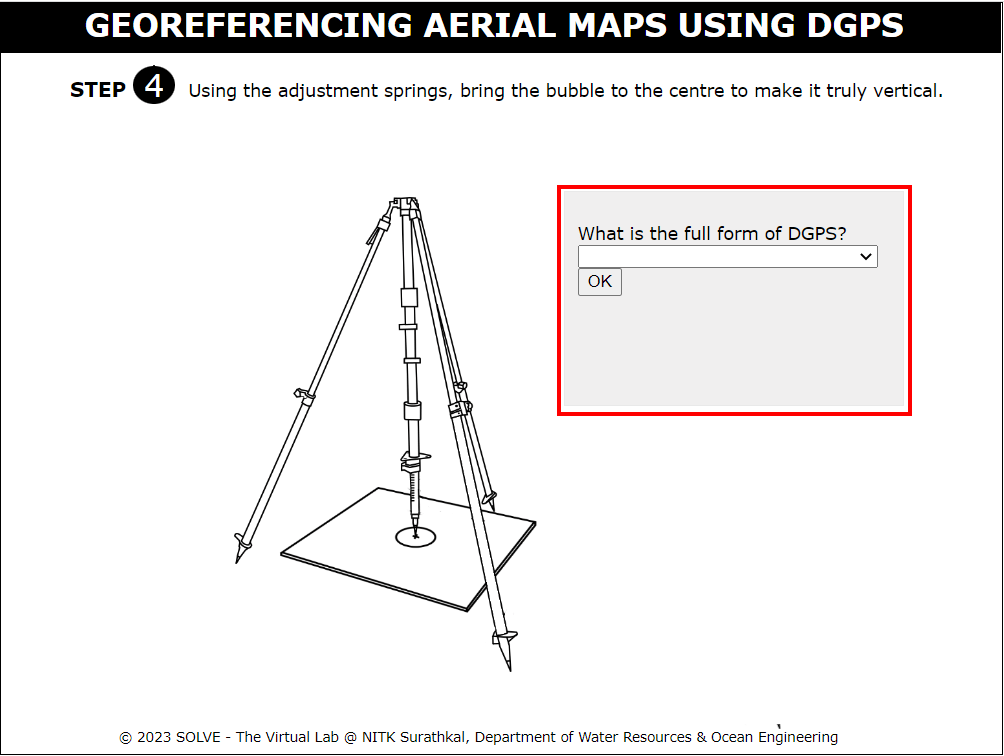 GEOREFERENCING AERIAL MAPS USING DGPS
STEP 4 Using the adjustment springs, bring the bubble to the centre to make it truly vertical.
What is the full form of DGPS?
OK
© 2023 SOLVE - The Virtual Lab @ NITK Surathkal, Department of Water Resources & Ocean Engineering